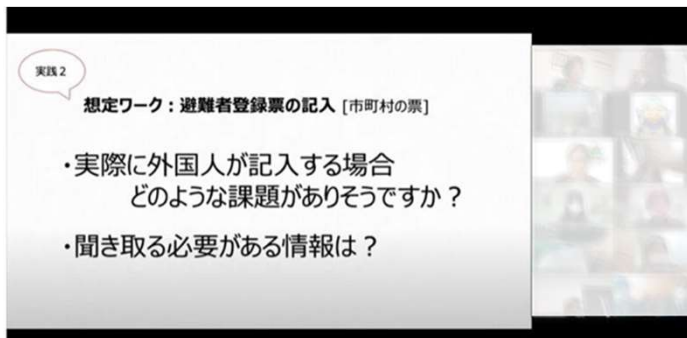 実践2
想定ワーク：避難者登録票の記入 [市町村の票]
・実際に外国人が記入する場合
どのような課題がありそうですか？
・聞き取る必要がある情報は？